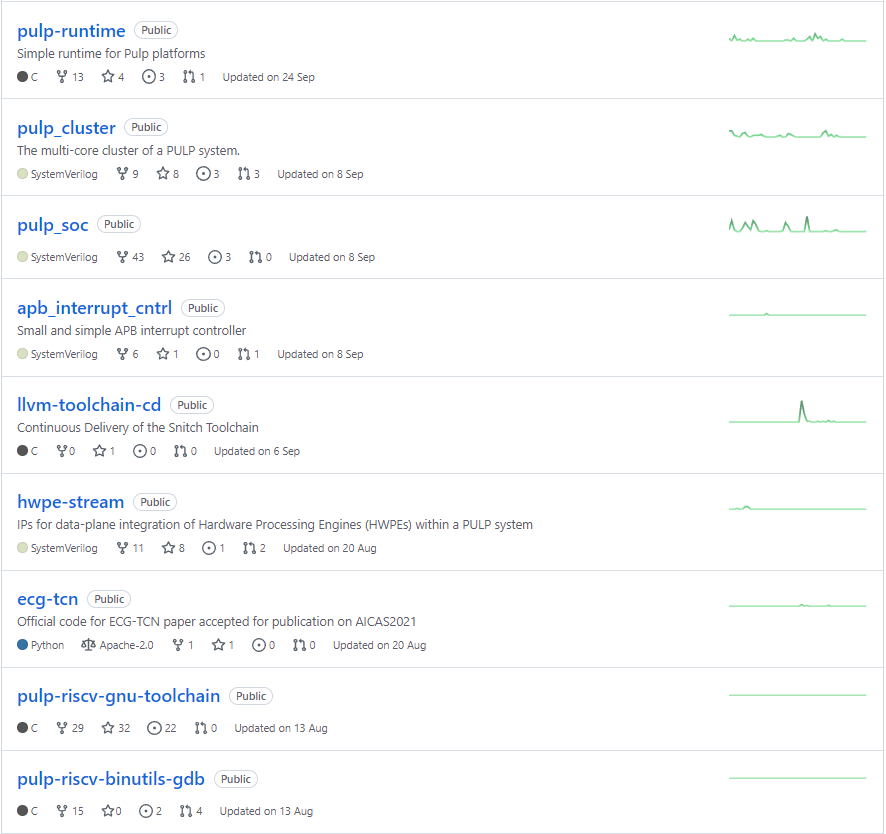 pulp-runtime Public
Simple runtime for Pulp platforms
C 13 4 3 1 Updated on 24 Sep
pulp_cluster Public
The multi-core cluster of a PULP system.
SystemVerilog 9 8 3 3 Updated on 8 Sep
pulp_soc Public
SystemVerilog 43 26 3 0 Updated on 8 Sep
apb_interrupt_cntrl Public
Small and simple APB interrupt controller
SystemVerilog 6 1 0 1 Updated on 8 Sep
llvm-toolchain-cd Public
Continuous Delivery of the Snitch Toolchain
C 0 1 0 0 Updated on 6 Sep
hwpe-stream Public
IPs for data-plane integration of Hardware Processing Engines (HWPEs) within a PULP system
SystemVerilog 11 8 1 2 Updated on 20 Aug
ecg-tcn Public
Official code for ECG-TCN paper accepted for publication on AICAS2021
Python Apache-2.0 1 1 0 0 Updated on 20 Aug
pulp-riscv-gnu-toolchain Public
C 29 32 22 0 Updated on 13 Aug
pulp-riscv-binutils-gdb Public
C 15 0 2 4 Updated on 13 Aug